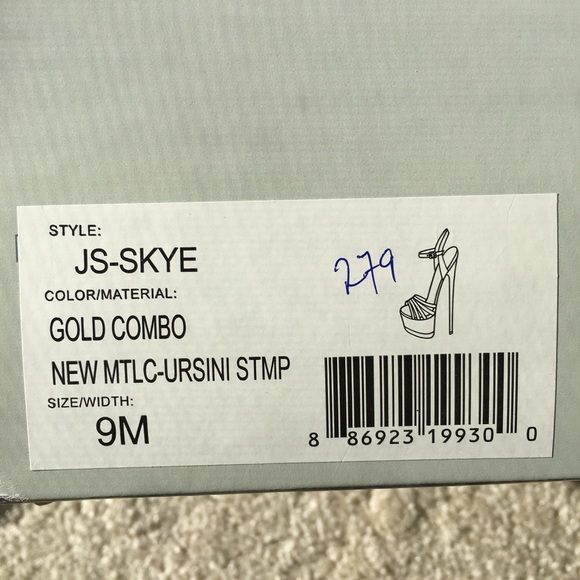 STYLE:
JS-SKYE
COLOR/MATERIAL:
GOLD COMBO
NEW MTLC-URSINI STMP
SIZE/WIDTH:
9M
279
8 86923 19930 0